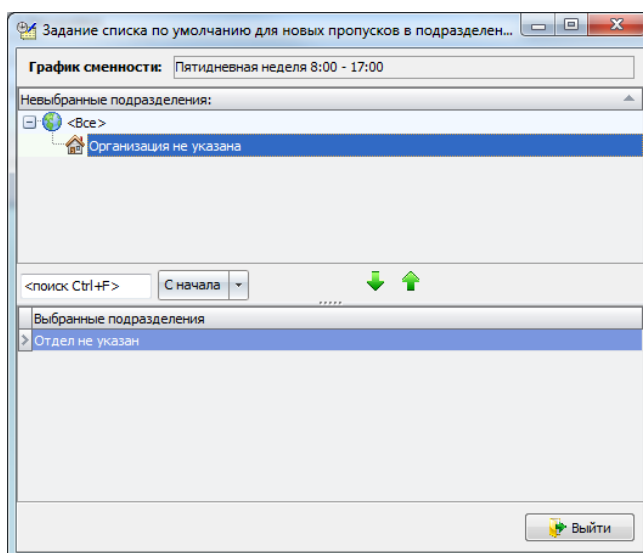 Задание списка по умолчанию для новых пропусков в подразделен...
График сменности: Пятидневная неделя 8:00 - 17:00
Невыбранные подразделения:
<Все>
Организация не указана
<поиск Ctrl+F> С начала
Выбранные подразделения
Отдел не указан
Выйти